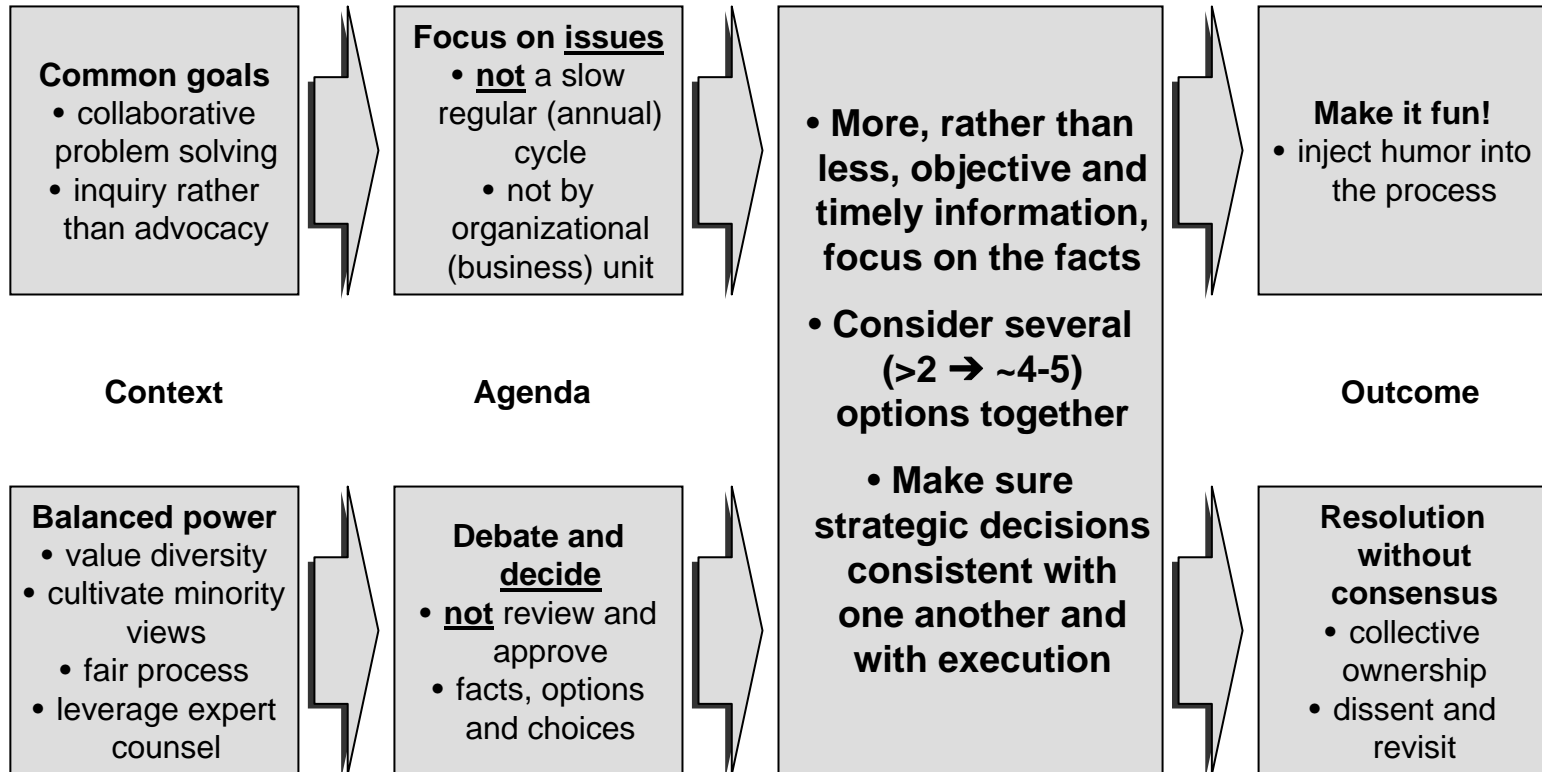 Common goals
• collaborative
problem solving
• inquiry rather
than advocacy
Focus on issues
• not a slow
regular (annual)
cycle
• not by
organizational
(business) unit
• More, rather than
less, objective and
timely information,
focus on the facts
• Consider several
(>2 ➔ ~4-5)
options together
• Make sure
strategic decisions
consistent with
one another and
with execution
Make it fun!
• inject humor into
the process
Context
Agenda
Outcome
Balanced power
• value diversity
• cultivate minority
views
• fair process
• leverage expert
counsel
Debate and
decide
• not review and
approve
• facts, options
and choices
Resolution
without
consensus
• collective
ownership
• dissent and
revisit